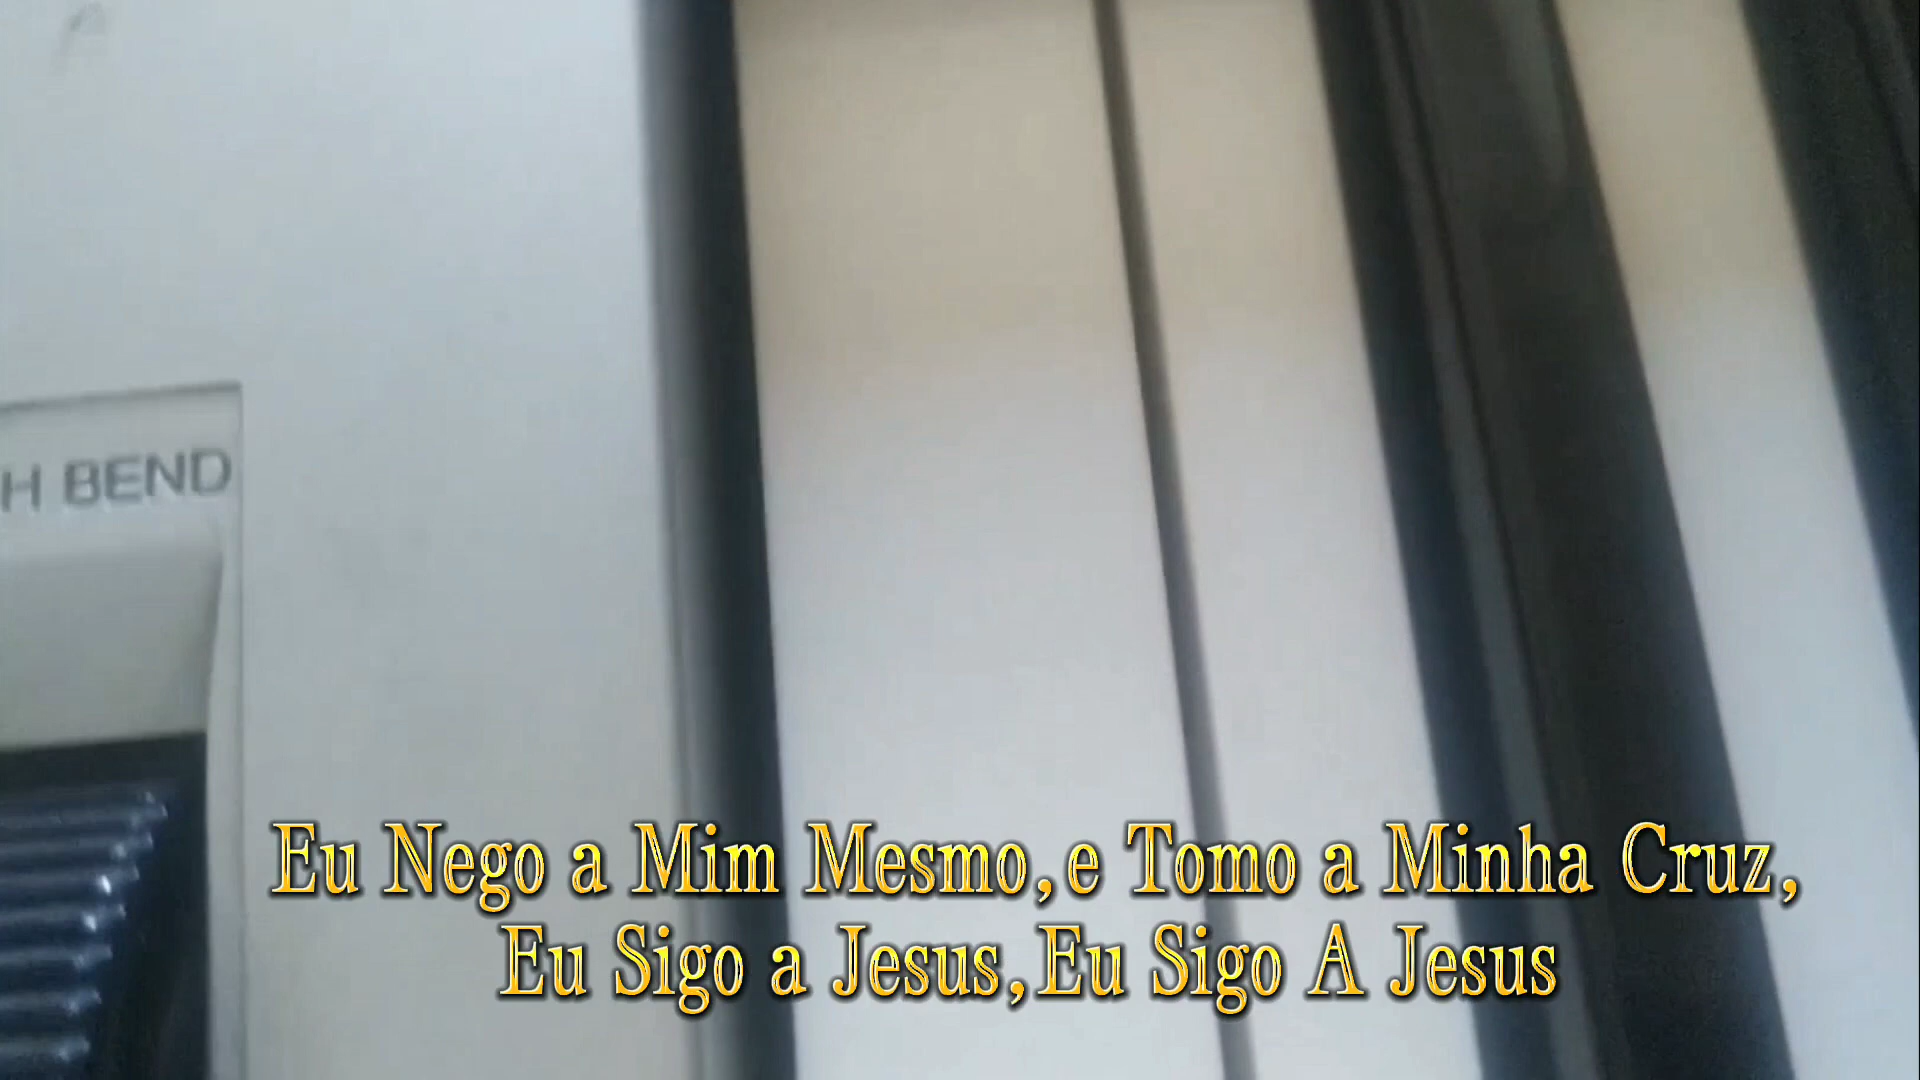 H BEND
Eu Nego a Mim Mesmo,e Tomo a Minha Cruz,
Eu Sigo a Jesus,Eu Sigo A Jesus